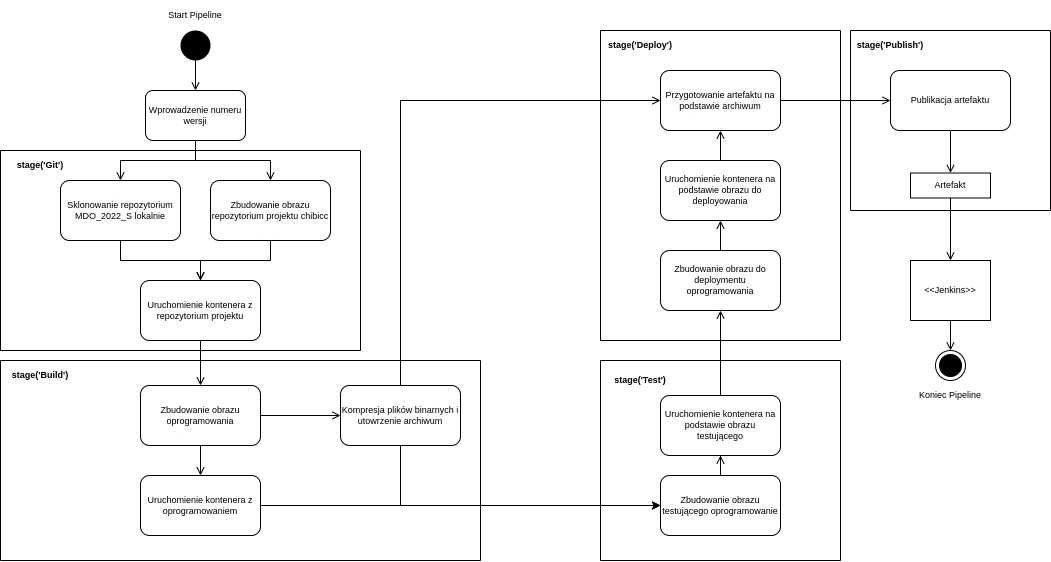 Start Pipeline
Wprowadzenie numeru
wersji
stage('Git')
Sklonowanie repozytorium
MDO_2022_S lokalnie
Zbudowanie obrazu
repozytorium projektu chibicc
Uruchomienie kontenera z
repozytorium projektu
stage('Build')
Zbudowanie obrazu
oprogramowania
Kompresja plików binarnych i
utowrzenie archiwum
Uruchomienie kontenera z
oprogramowaniem
stage('Deploy')
Przygotowanie artefaktu na
podstawie archiwum
Uruchomienie kontenera na
podstawie obrazu do
deployowania
Zbudowanie obrazu do
deploymentu
oprogramowania
stage('Test')
Uruchomienie kontenera na
podstawie obrazu
testującego
Zbudowanie obrazu
testującego oprogramowanie
stage('Publish')
Publikacja artefaktu
Artefakt
<<Jenkins>>
Koniec Pipeline